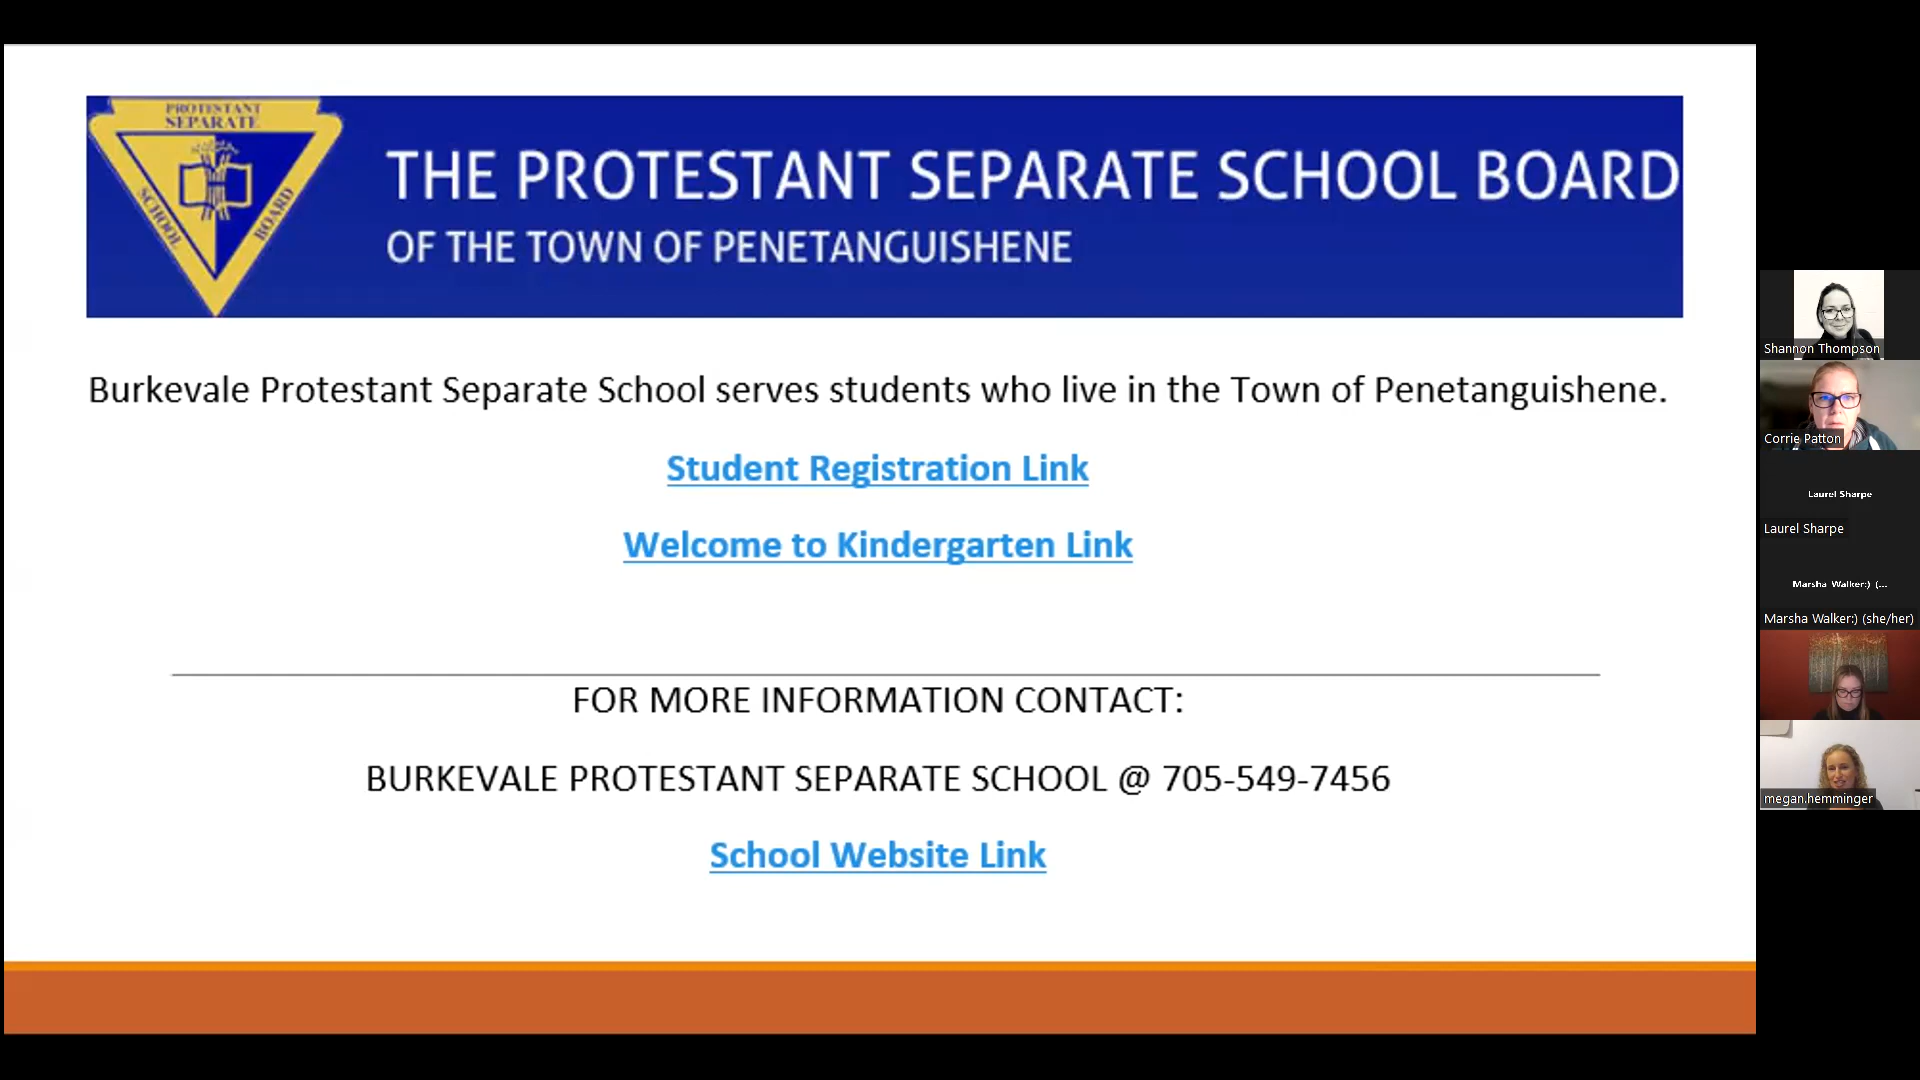 PROTESTANT
SEPARATE
SCHOOL
BOARD
THE PROTESTANT SEPARATE SCHOOL BOARD
OF THE TOWN OF PENETANGUISHENE
Burkevale Protestant Separate School serves students who live in the Town of Penetanguishene.
Student Registration Link
Welcome to Kindergarten Link
FOR MORE INFORMATION CONTACT:
BURKEVALE PROTESTANT SEPARATE SCHOOL @ 705-549-7456
School Website Link
Shannon Thompson
Corrie Patton
Laurel Sharpe
Laurel Sharpe
Marsha Walker:) (...
Marsha Walker:) (she/her)
megan.hemminger